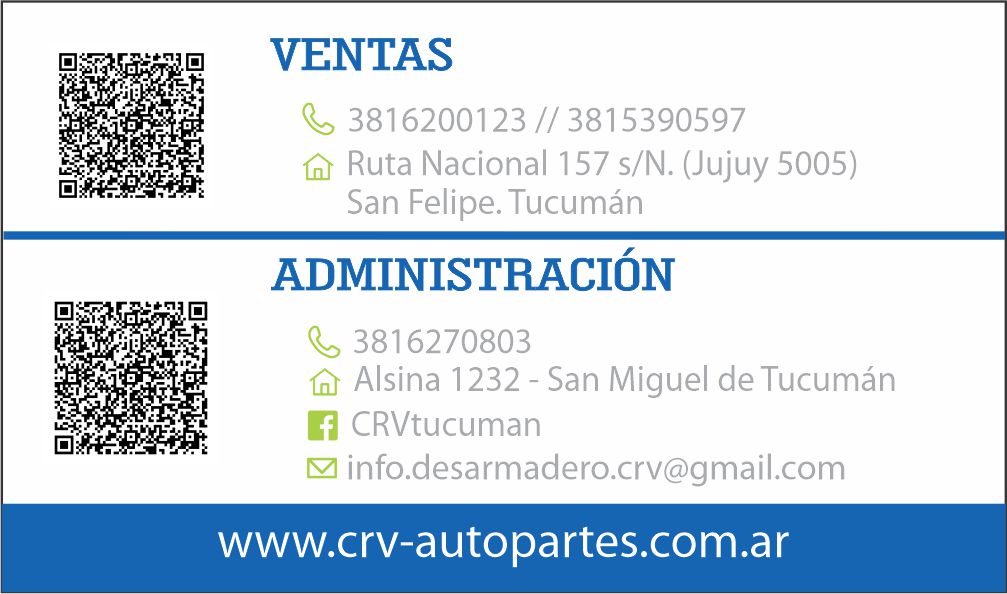 VENTAS
3816200123 // 3815390597
Ruta Nacional 157 s/N. (Jujuy 5005)
San Felipe. Tucumán
ADMINISTRACIÓN
3816270803
Alsina 1232 - San Miguel de Tucumán
CRVtucuman
info.desarmadero.crv@gmail.com
www.crv-autopartes.com.ar